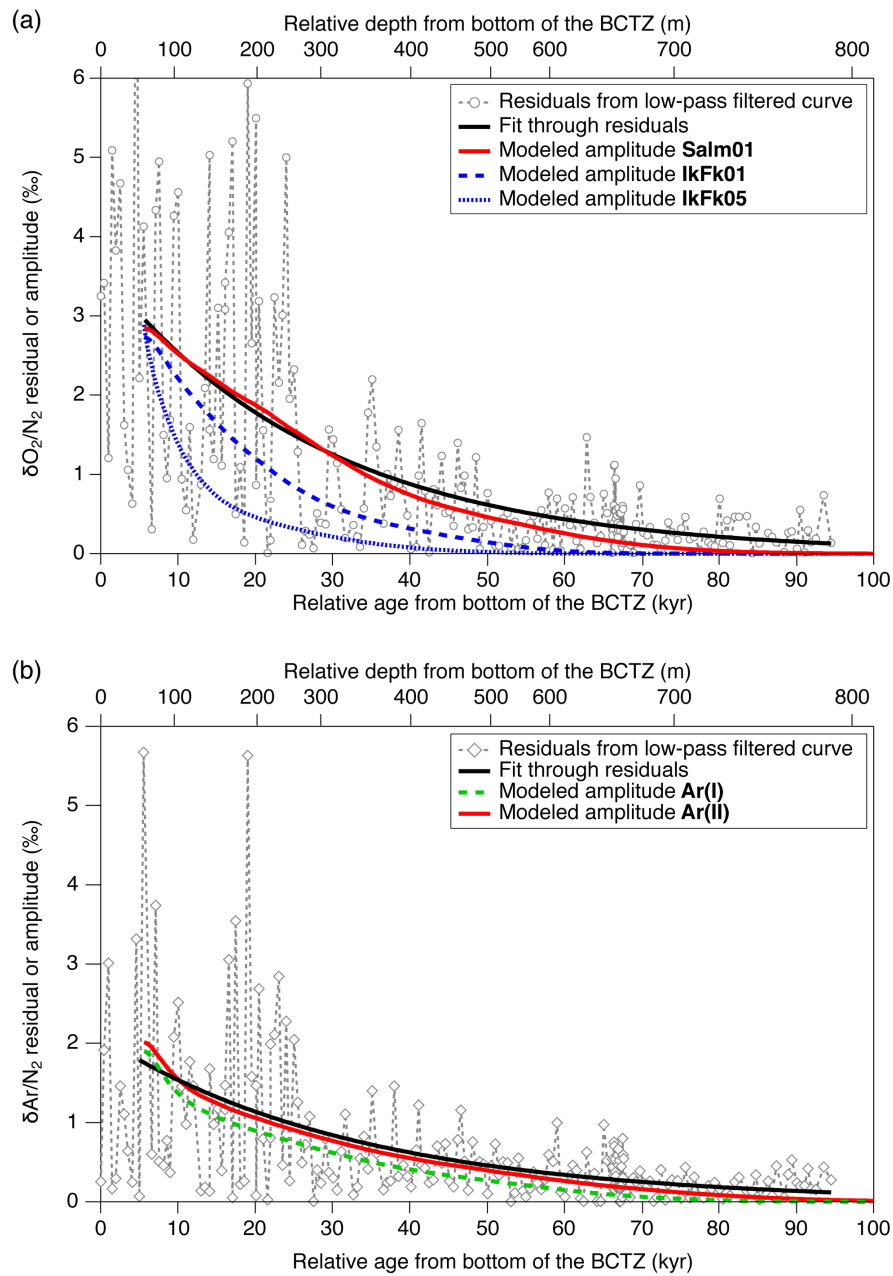 (a)
Relative depth from bottom of the BCTZ (m)
0 100 200 300 400 500 600 700 800
6
5
4
3
2
1
0
δO₂/N₂ residual or amplitude (‰)
Residuals from low-pass filtered curve
Fit through residuals
Modeled amplitude Salm01
Modeled amplitude IkFk01
Modeled amplitude IkFk05
0 10 20 30 40 50 60 70 80 90 100
Relative age from bottom of the BCTZ (kyr)
(b)
Relative depth from bottom of the BCTZ (m)
0 100 200 300 400 500 600 700 800
6
5
4
3
2
1
0
δAr/N₂ residual or amplitude (‰)
Residuals from low-pass filtered curve
Fit through residuals
Modeled amplitude Ar(I)
Modeled amplitude Ar(II)
0 10 20 30 40 50 60 70 80 90 100
Relative age from bottom of the BCTZ (kyr)